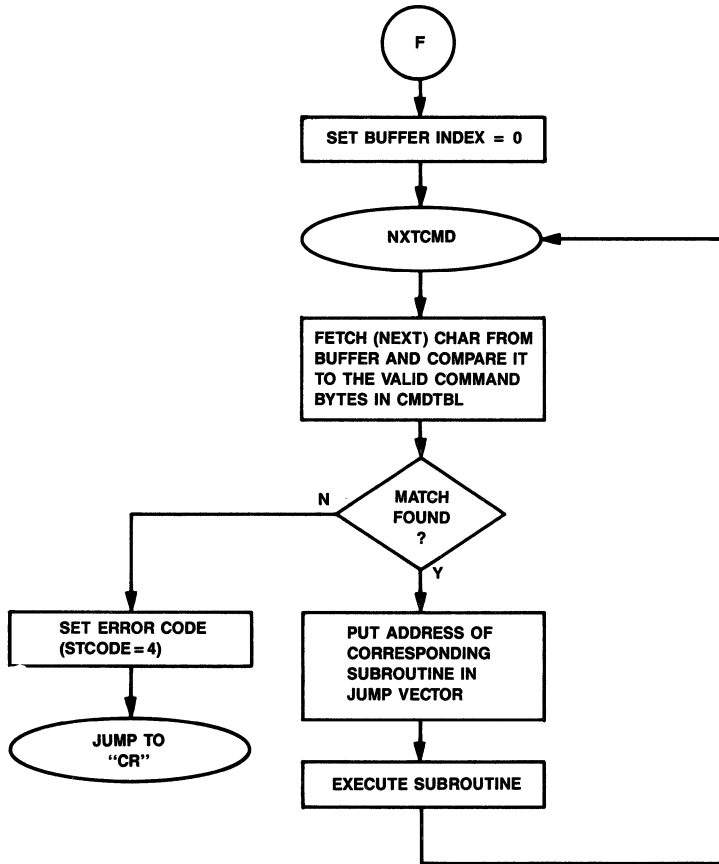 F
SET BUFFER INDEX = 0
NXTCMD
FETCH (NEXT) CHAR FROM
BUFFER AND COMPARE IT
TO THE VALID COMMAND
BYTES IN CMDTBL
N
MATCH
FOUND
?
Y
SET ERROR CODE
(STCODE = 4)
PUT ADDRESS OF
CORRESPONDING
SUBROUTINE IN
JUMP VECTOR
JUMP TO
“CR”
EXECUTE SUBROUTINE